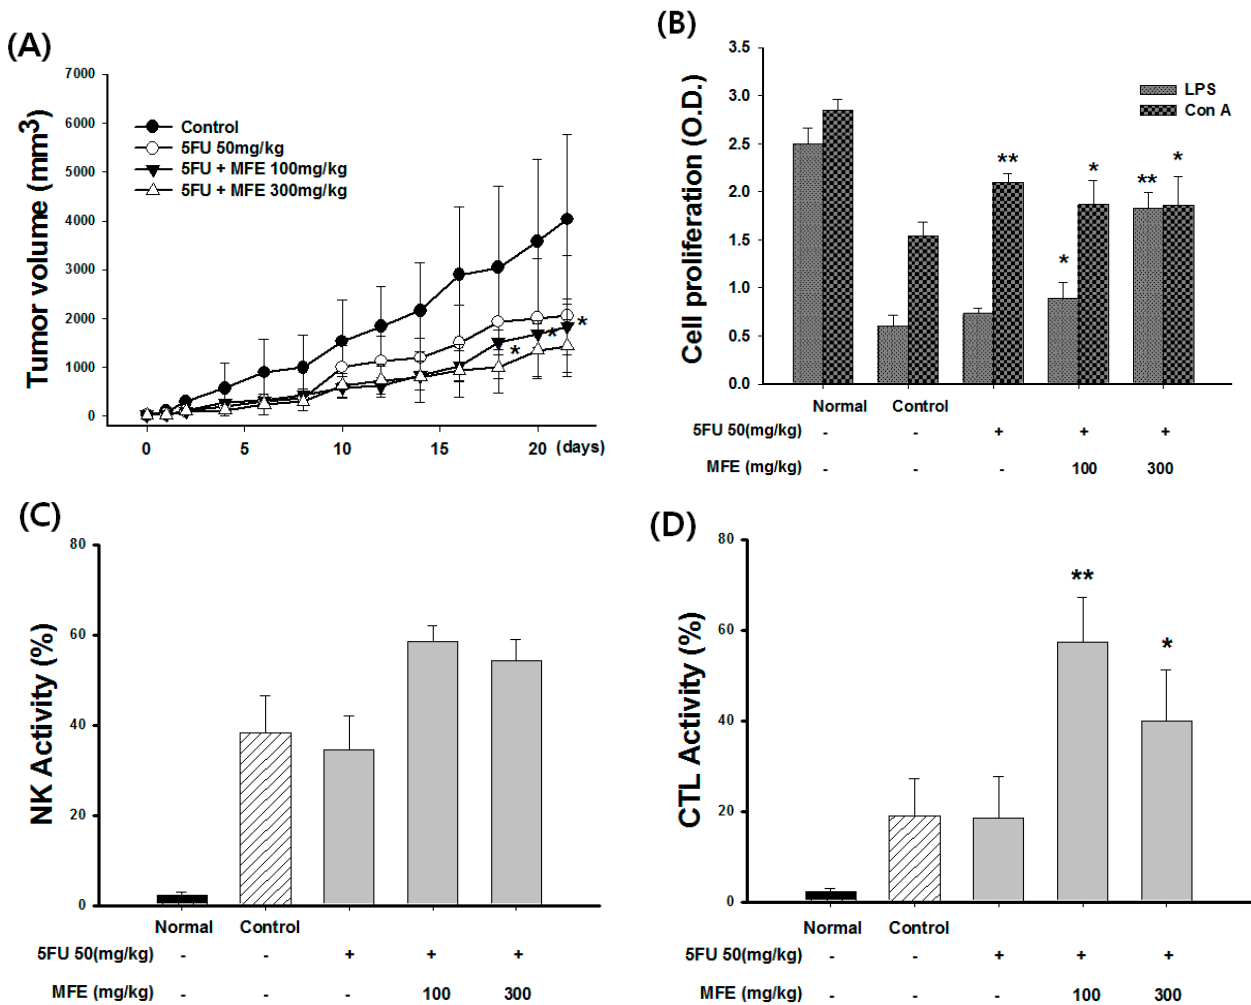 (A)
Tumor volume (mm3)
7000
6000
5000
4000
3000
2000
1000
0
Control
5FU 50mg/kg
5FU + MFE 100mg/kg
5FU + MFE 300mg/kg
* * *
0 5 10 15 20 (days)
(B)
Cell proliferation (O.D.)
3.5
3.0
2.5
2.0
1.5
1.0
0.5
0.0
LPS
Con A
** * * ** *
Normal Control
5FU 50(mg/kg) - - + + +
MFE (mg/kg) - - - 100 300
(C)
NK Activity (%)
80
60
40
20
0
Normal Control
5FU 50(mg/kg) - - + + +
MFE (mg/kg) - - - 100 300
(D)
CTL Activity (%)
80
60
40
20
0
** *
Normal Control
5FU 50(mg/kg) - - + + +
MFE (mg/kg) - - - 100 300